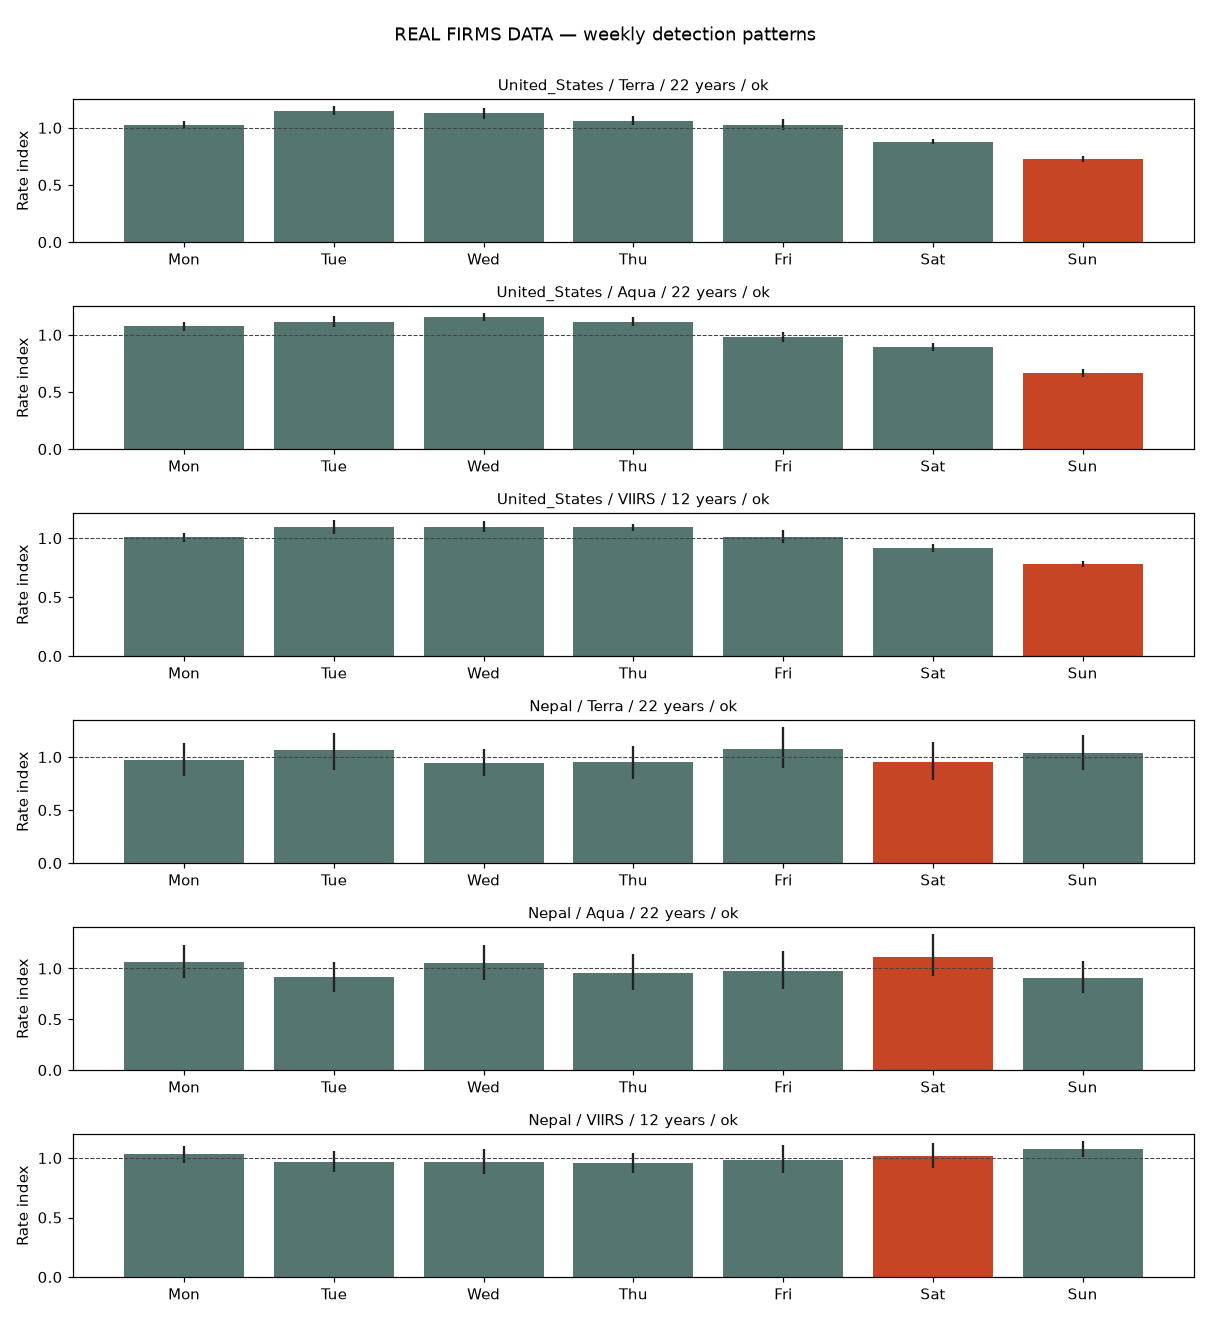 REAL FIRMS DATA — weekly detection patterns
United_States / Terra / 22 years / ok
Rate index
1.0
0.5
0.0
Mon Tue Wed Thu Fri Sat Sun
United_States / Aqua / 22 years / ok
Rate index
1.0
0.5
0.0
Mon Tue Wed Thu Fri Sat Sun
United_States / VIIRS / 12 years / ok
Rate index
1.0
0.5
0.0
Mon Tue Wed Thu Fri Sat Sun
Nepal / Terra / 22 years / ok
Rate index
1.0
0.5
0.0
Mon Tue Wed Thu Fri Sat Sun
Nepal / Aqua / 22 years / ok
Rate index
1.0
0.5
0.0
Mon Tue Wed Thu Fri Sat Sun
Nepal / VIIRS / 12 years / ok
Rate index
1.0
0.5
0.0
Mon Tue Wed Thu Fri Sat Sun